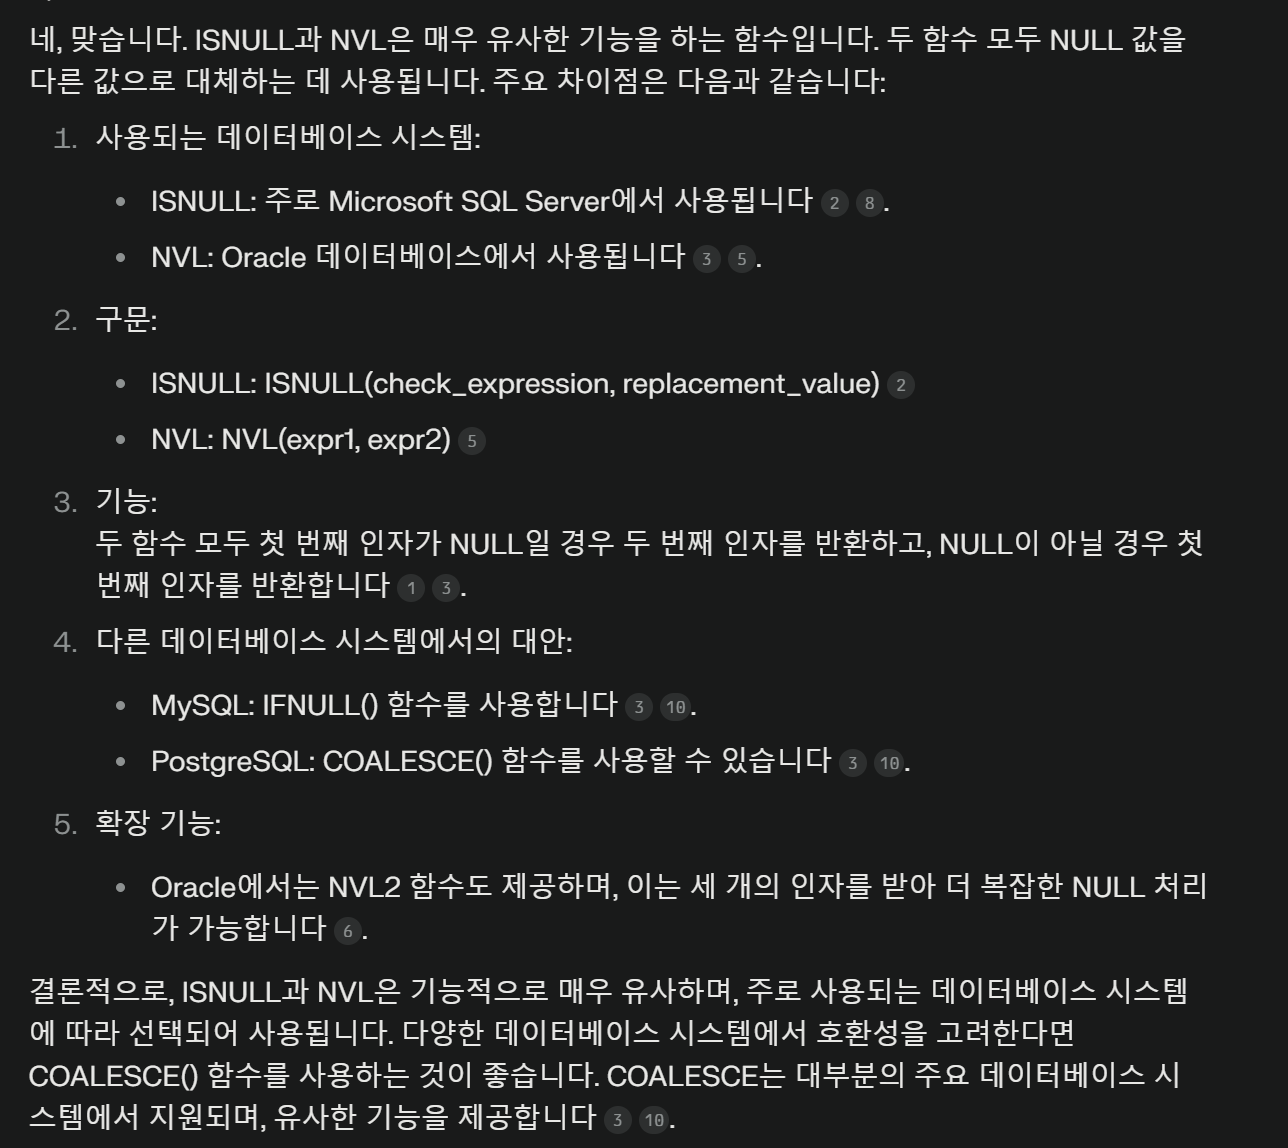 네, 맞습니다. ISNULL과 NVL은 매우 유사한 기능을 하는 함수입니다. 두 함수 모두 NULL 값을
다른 값으로 대체하는 데 사용됩니다. 주요 차이점은 다음과 같습니다:
1. 사용되는 데이터베이스 시스템:
• ISNULL: 주로 Microsoft SQL Server에서 사용됩니다 2 8.
• NVL: Oracle 데이터베이스에서 사용됩니다 3 5.
2. 구문:
• ISNULL: ISNULL(check_expression, replacement_value) 2
• NVL: NVL(expr1, expr2) 5
3. 기능:
두 함수 모두 첫 번째 인자가 NULL일 경우 두 번째 인자를 반환하고, NULL이 아닐 경우 첫
번째 인자를 반환합니다 1 3.
4. 다른 데이터베이스 시스템에서의 대안:
• MySQL: IFNULL() 함수를 사용합니다 3 10.
• PostgreSQL: COALESCE() 함수를 사용할 수 있습니다 3 10.
5. 확장 기능:
• Oracle에서는 NVL2 함수도 제공하며, 이는 세 개의 인자를 받아 더 복잡한 NULL 처리
가 가능합니다 6.
결론적으로, ISNULL과 NVL은 기능적으로 매우 유사하며, 주로 사용되는 데이터베이스 시스템
에 따라 선택되어 사용됩니다. 다양한 데이터베이스 시스템에서 호환성을 고려한다면
COALESCE() 함수를 사용하는 것이 좋습니다. COALESCE는 대부분의 주요 데이터베이스 시
스템에서 지원되며, 유사한 기능을 제공합니다 3 10.